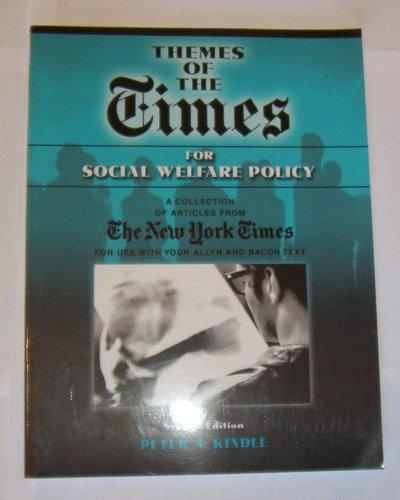 THEMES
OF
THE
Times
FOR
SOCIAL WELFARE POLICY
A COLLECTION
OF ARTICLES FROM
The New York Times
FOR USE WITH YOUR ALLYN AND BACON TEXT
Edition
PETER A. KINDLE